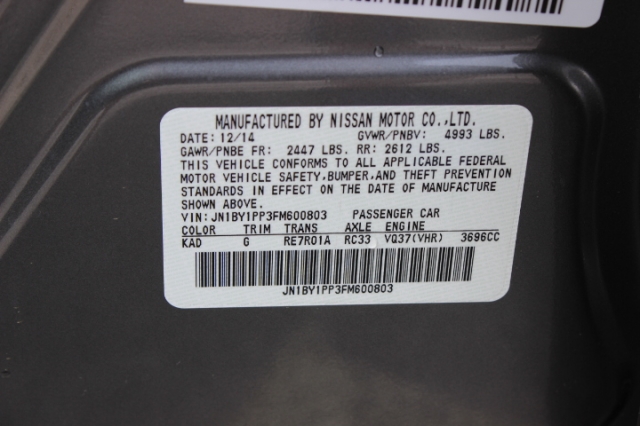 MANUFACTURED BY NISSAN MOTOR CO.,LTD.
DATE: 12/14 GVWR/PNBV: 4993 LBS.
GAWR/PNBE FR: 2447 LBS. RR: 2612 LBS.
THIS VEHICLE CONFORMS TO ALL APPLICABLE FEDERAL
MOTOR VEHICLE SAFETY,BUMPER,AND THEFT PREVENTION
STANDARDS IN EFFECT ON THE DATE OF MANUFACTURE
SHOWN ABOVE.
VIN: JN1BY1PP3FM600803 PASSENGER CAR
COLOR TRIM TRANS AXLE ENGINE
KAD G RE7R01A RC33 VQ37(VHR) 3696CC
JN1BY1PP3FM600803